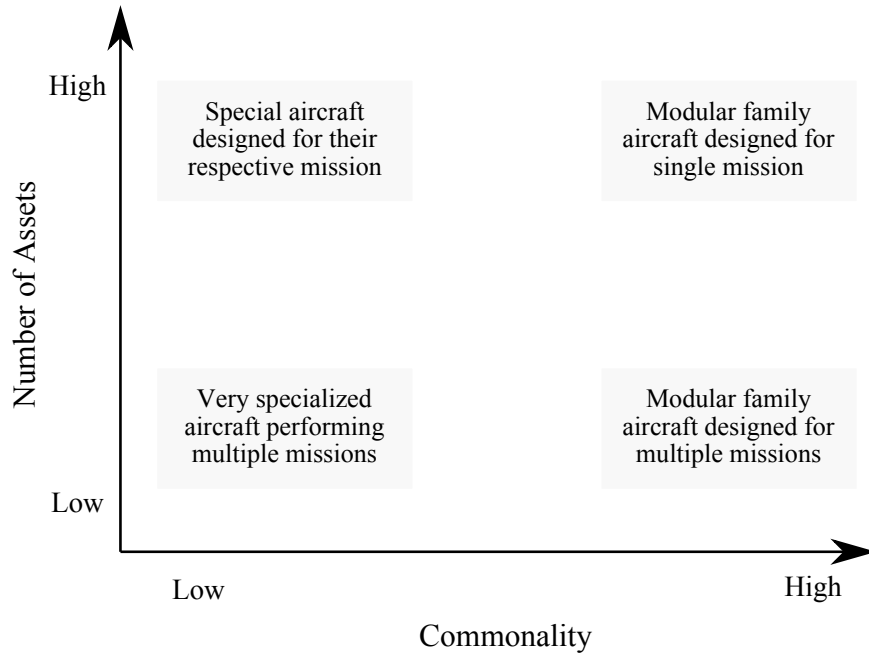 High
Special aircraft
designed for their
respective mission
Modular family
aircraft designed for
single mission
Number of Assets
Very specialized
aircraft performing
multiple missions
Modular family
aircraft designed for
multiple missions
Low
Low
High
Commonality